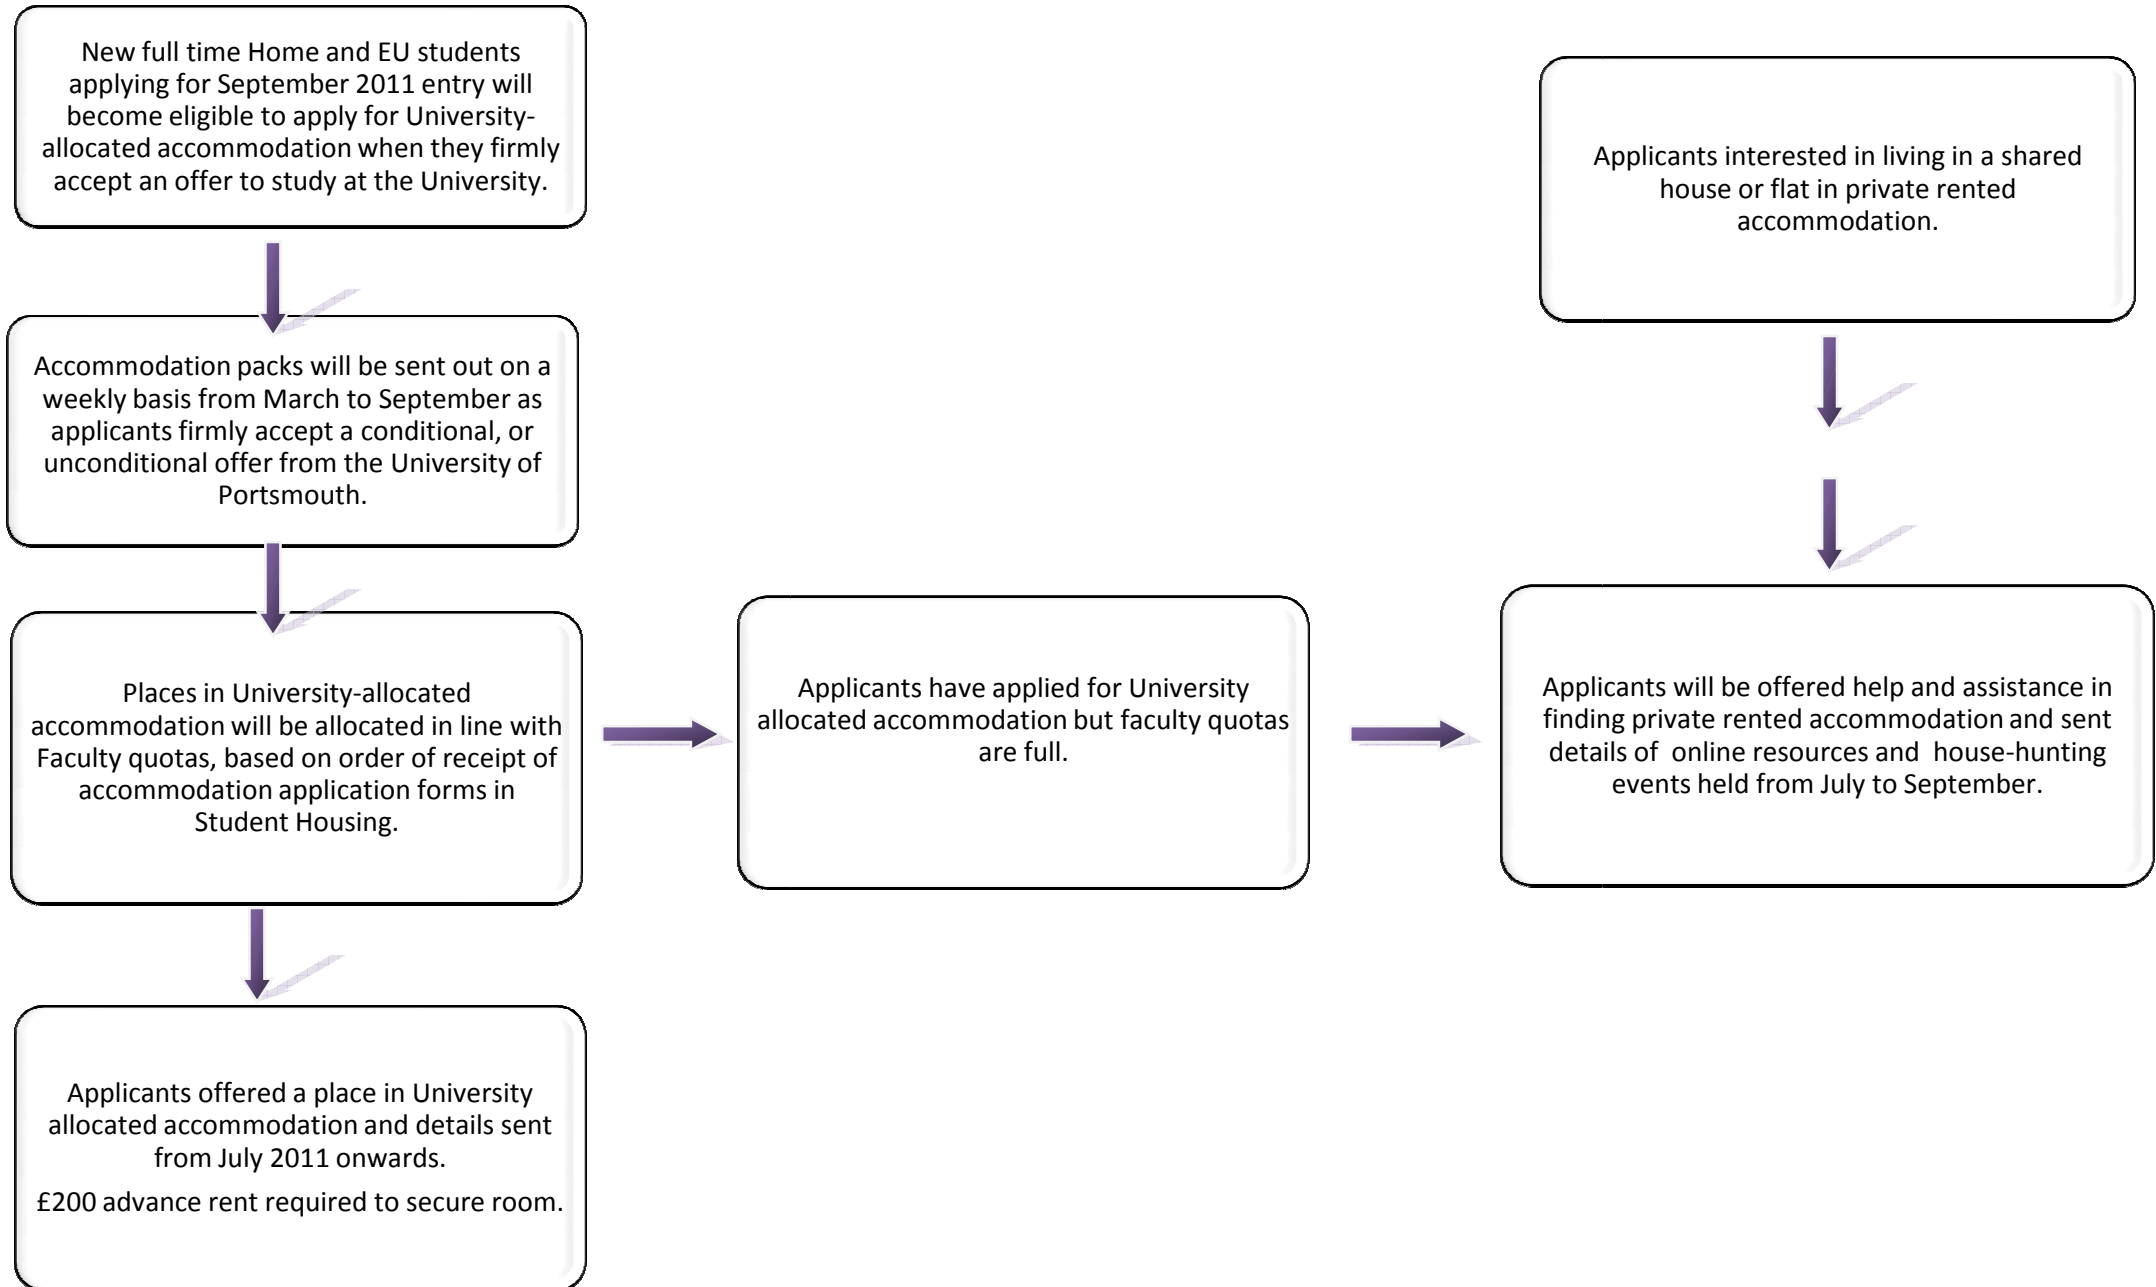 New full time Home and EU students
applying for September 2011 entry will
become eligible to apply for University-
allocated accommodation when they firmly
accept an offer to study at the University.
Accommodation packs will be sent out on a
weekly basis from March to September as
applicants firmly accept a conditional, or
unconditional offer from the University of
Portsmouth.
Places in University-allocated
accommodation will be allocated in line with
Faculty quotas, based on order of receipt of
accommodation application forms in
Student Housing.
Applicants offered a place in University
allocated accommodation and details sent
from July 2011 onwards.
£200 advance rent required to secure room.
Applicants have applied for University
allocated accommodation but faculty quotas
are full.
Applicants interested in living in a shared
house or flat in private rented
accommodation.
Applicants will be offered help and assistance in
finding private rented accommodation and sent
details of online resources and house-hunting
events held from July to September.